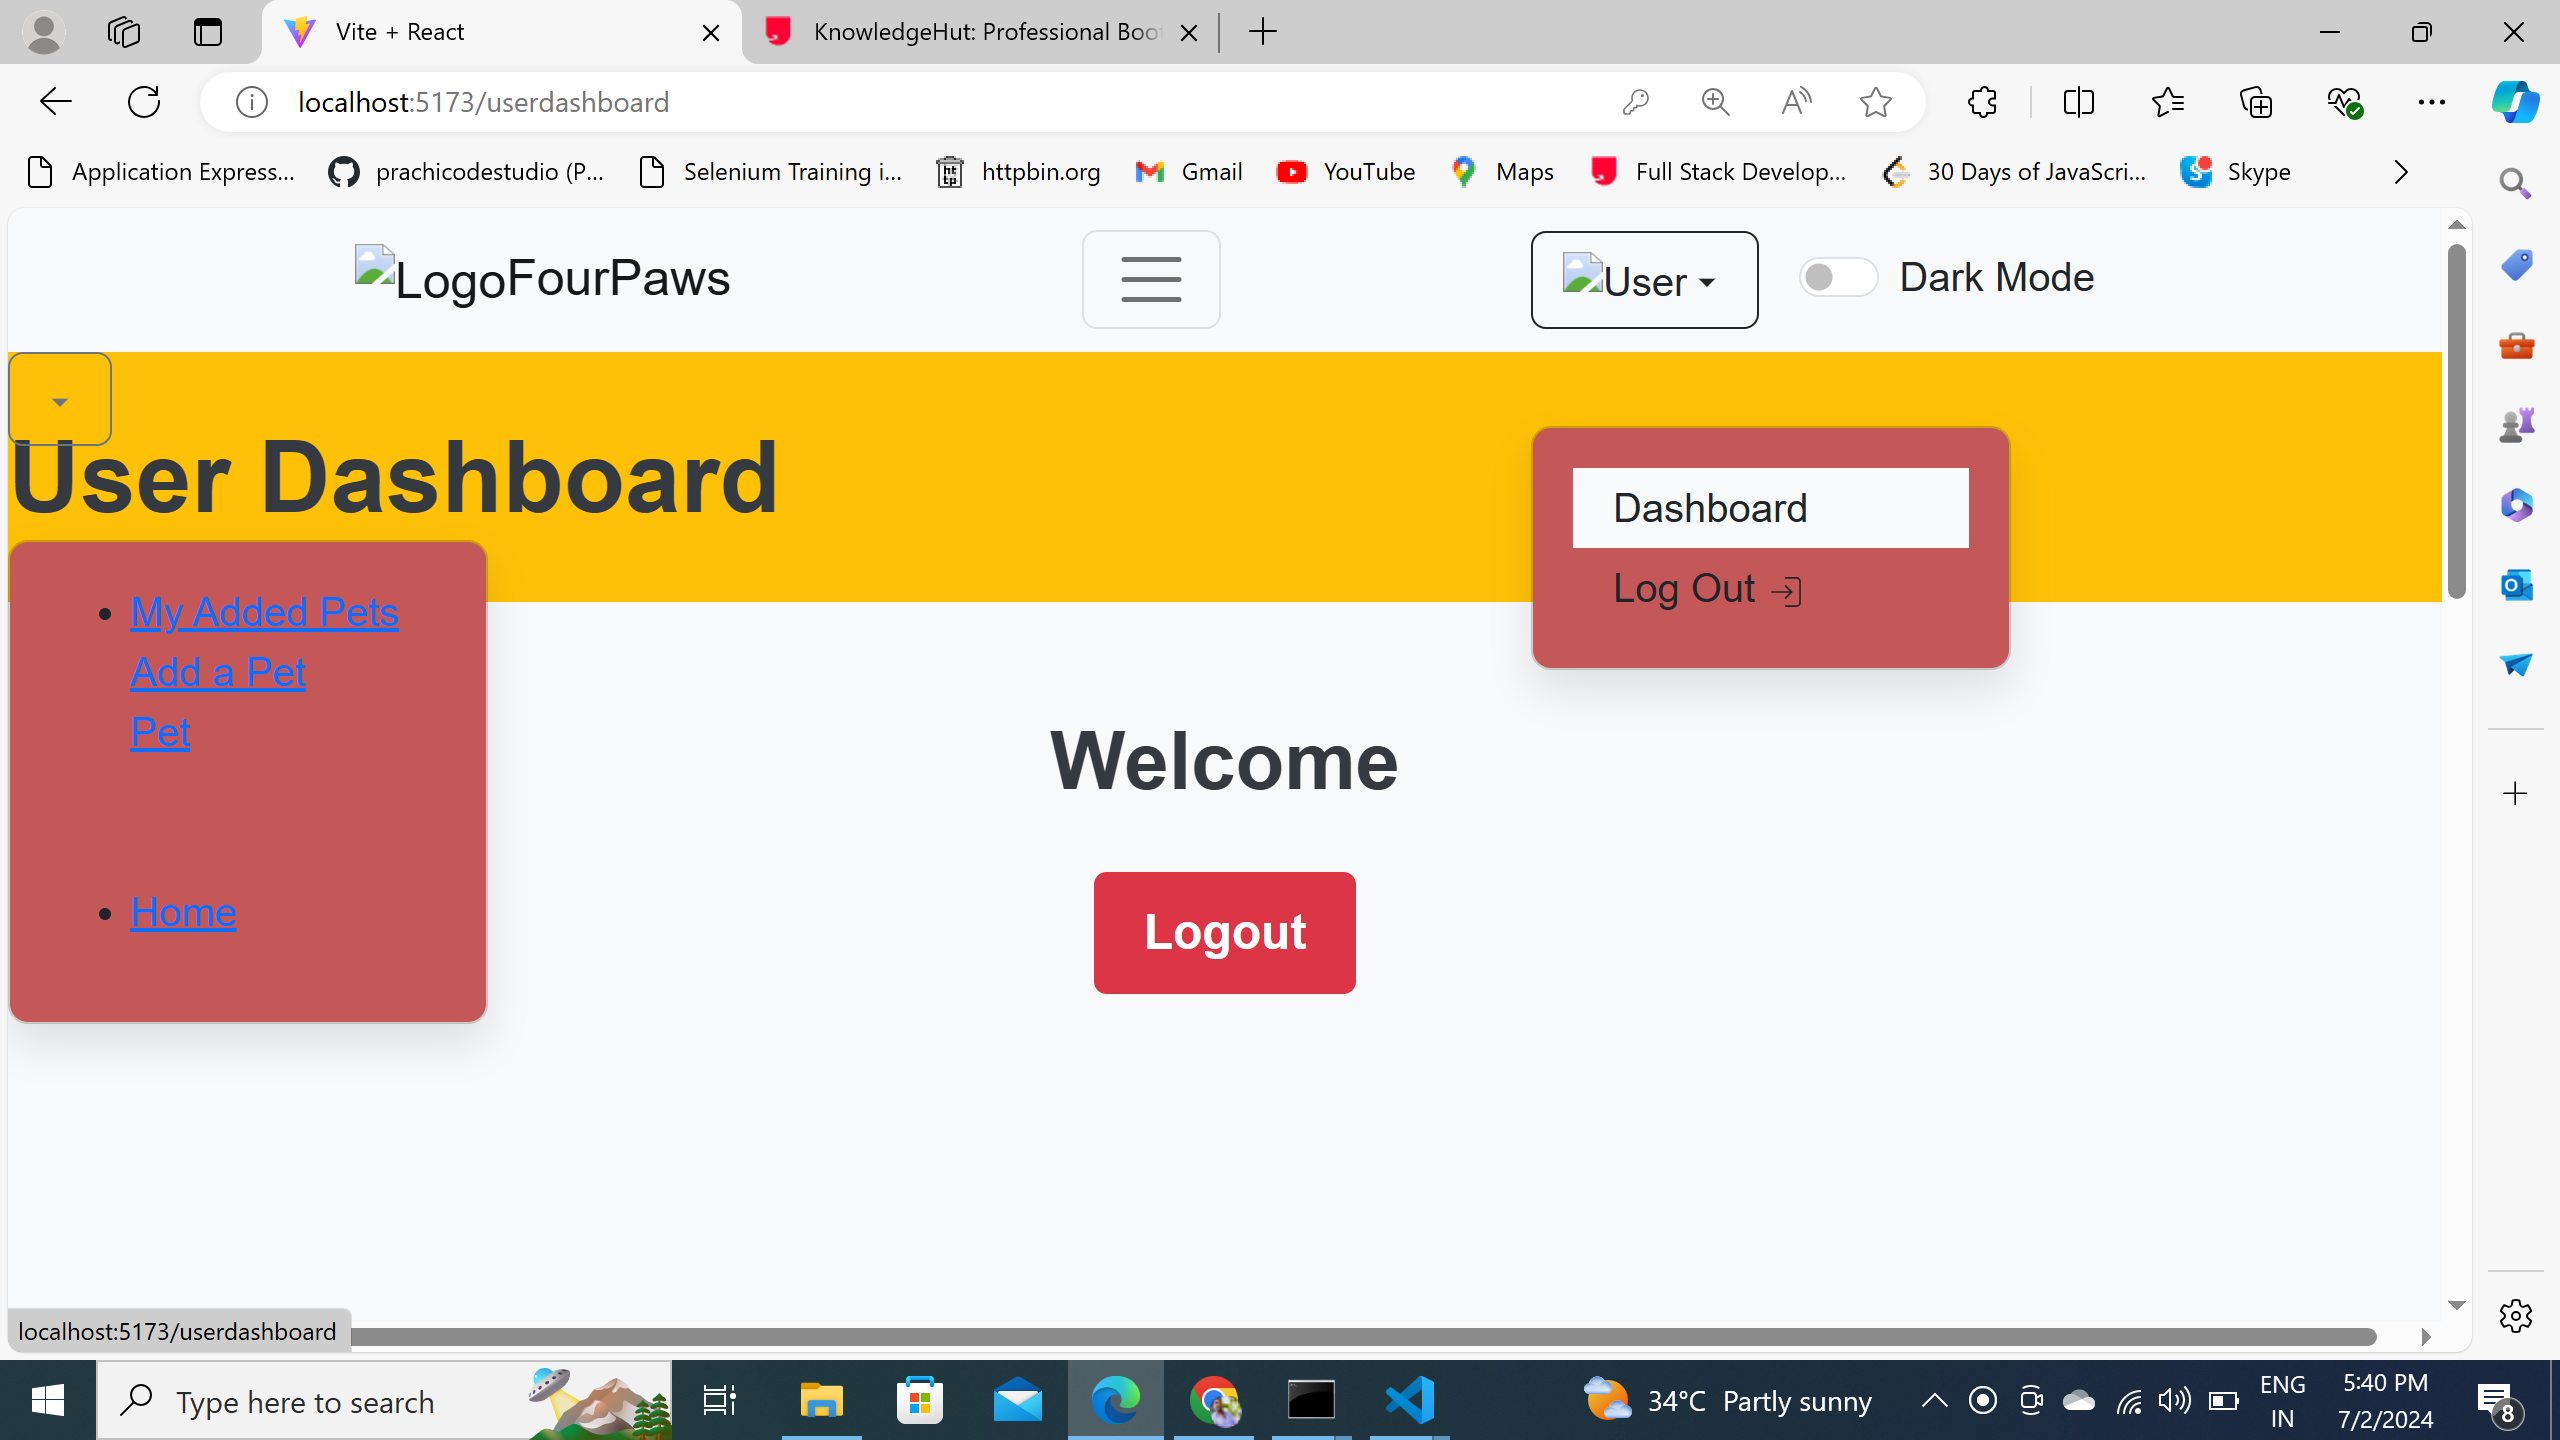 Vite + React
KnowledgeHut: Professional Boo
localhost:5173/userdashboard
Application Express...
prachicodestudio (P...
Selenium Training i...
httpbin.org
Gmail
YouTube
Maps
Full Stack Develop...
30 Days of JavaScri...
Skype
LogoFourPaws
User
Dark Mode
User Dashboard
Dashboard
Log Out
My Added Pets
Add a Pet
Pet
Home
Welcome
Logout
localhost:5173/userdashboard
Type here to search
34°C Partly sunny
ENG
IN
5:40 PM
7/2/2024
8